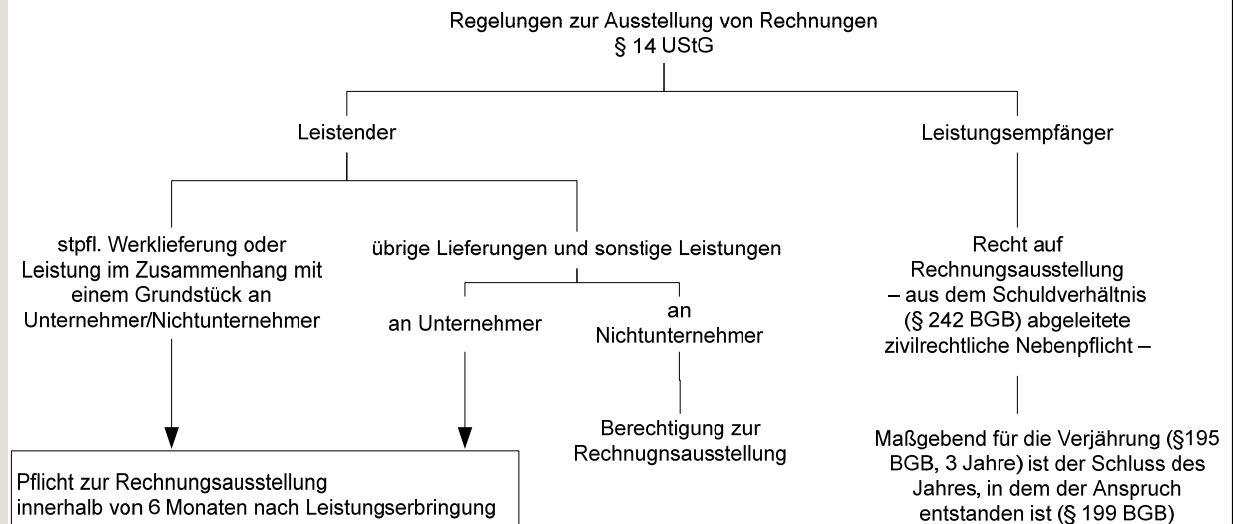 Regelungen zur Ausstellung von Rechnungen
§ 14 UStG
Leistender
Leistungsempfänger
stpfl. Werklieferung oder
Leistung im Zusammenhang mit
einem Grundstück an
Unternehmer/Nichtunternehmer
übrige Lieferungen und sonstige Leistungen
an Unternehmer
an
Nichtunternehmer
Recht auf
Rechnungsausstellung
– aus dem Schuldverhältnis
(§ 242 BGB) abgeleitete
zivilrechtliche Nebenpflicht –
Pflicht zur Rechnungsausstellung
innerhalb von 6 Monaten nach Leistungserbringung
Berechtigung zur
Rechnugnsausstellung
Maßgebend für die Verjährung (§195
BGB, 3 Jahre) ist der Schluss des
Jahres, in dem der Anspruch
entstanden ist (§ 199 BGB)